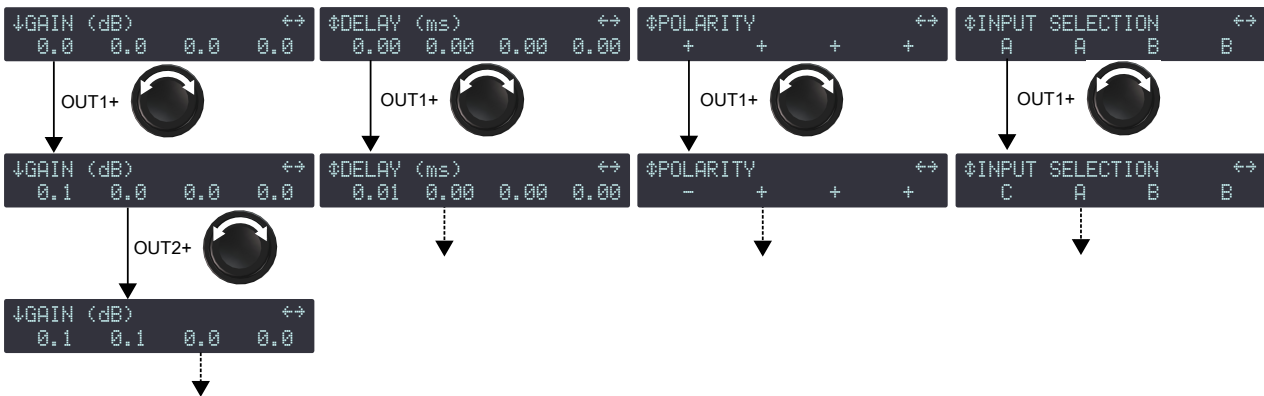 ↓GAIN (dB) ↔
0.0 0.0 0.0 0.0
⇕DELAY (ms) ↔
0.00 0.00 0.00 0.00
⇕POLARITY ↔
+ + + +
⇕INPUT SELECTION ↔
A A B B
OUT1+
OUT1+
OUT1+
OUT1+
↓GAIN (dB) ↔
0.1 0.0 0.0 0.0
⇕DELAY (ms) ↔
0.01 0.00 0.00 0.00
⇕POLARITY ↔
- + + +
⇕INPUT SELECTION ↔
C A B B
OUT2+
↓GAIN (dB) ↔
0.1 0.1 0.0 0.0